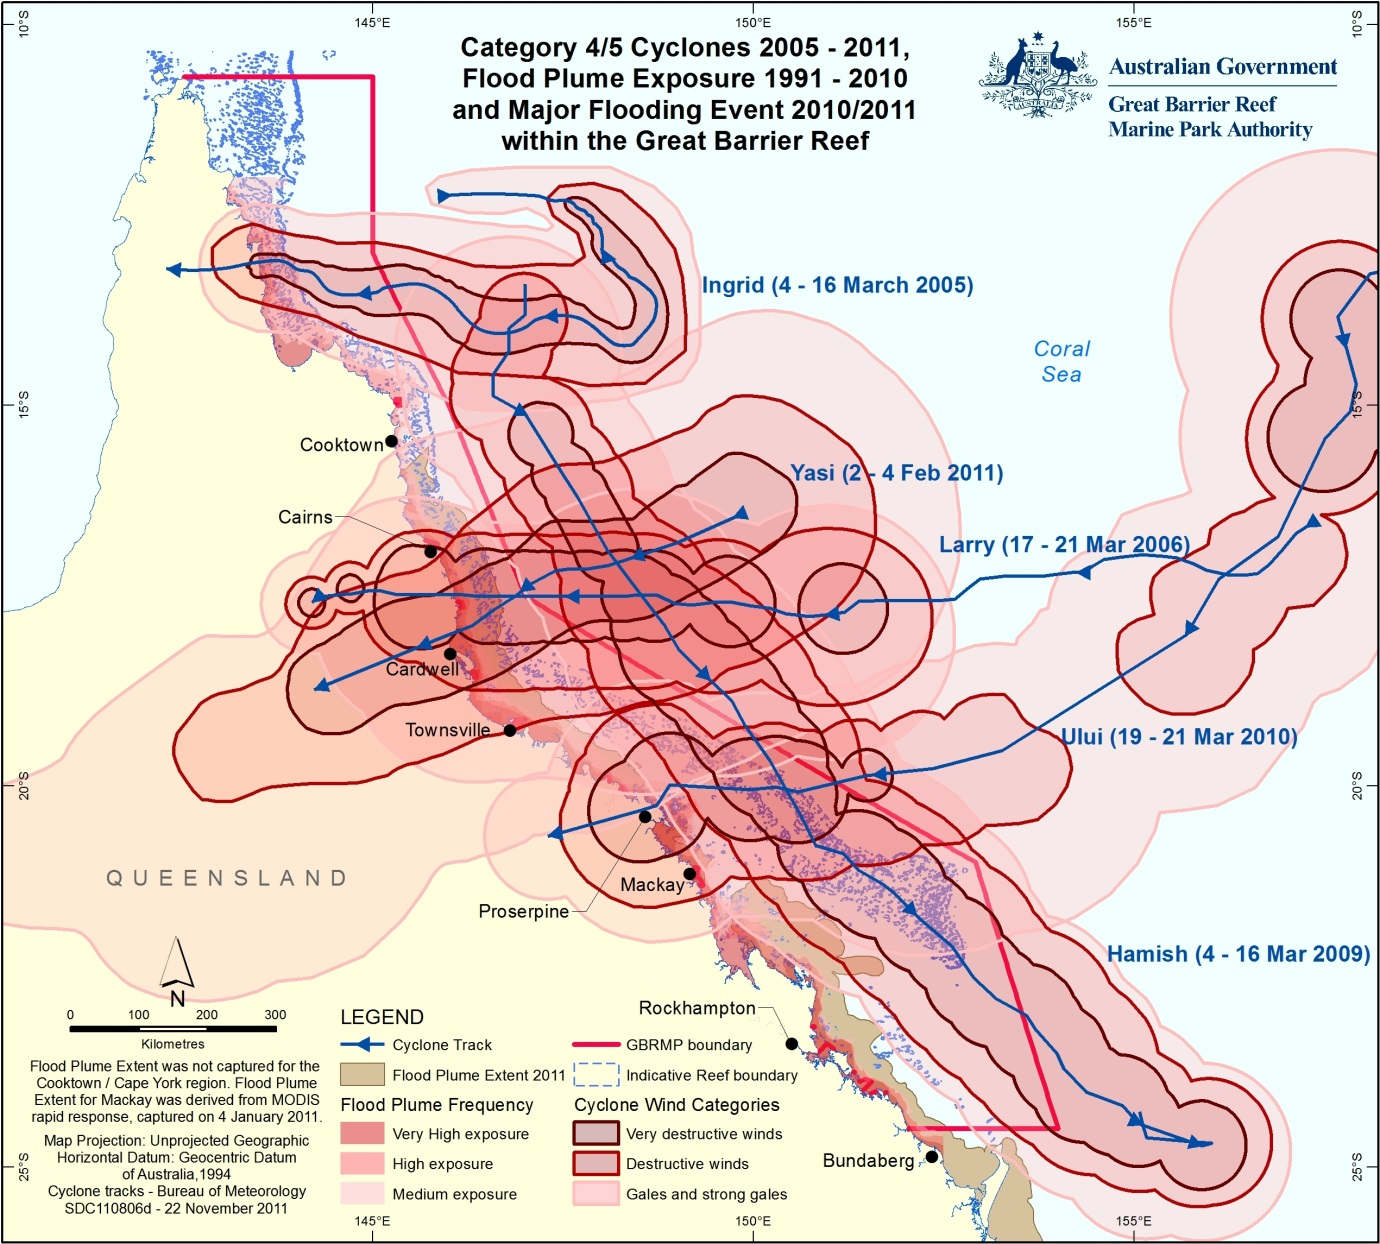 145°E
150°E
155°E
10°S
10°S
Category 4/5 Cyclones 2005 - 2011,
Flood Plume Exposure 1991 - 2010
and Major Flooding Event 2010/2011
within the Great Barrier Reef
AUSTRALIA
Australian Government
Great Barrier Reef
Marine Park Authority
Ingrid (4 - 16 March 2005)
Coral
Sea
15°S
15°S
Cooktown
Yasi (2 - 4 Feb 2011)
Cairns
Larry (17 - 21 Mar 2006)
Cardwell
Townsville
Ului (19 - 21 Mar 2010)
20°S
20°S
QUEENSLAND
Mackay
Proserpine
Hamish (4 - 16 Mar 2009)
N
Rockhampton
0 100 200 300
Kilometres
Flood Plume Extent was not captured for the
Cooktown / Cape York region. Flood Plume
Extent for Mackay was derived from MODIS
rapid response, captured on 4 January 2011.
Map Projection: Unprojected Geographic
Horizontal Datum: Geocentric Datum
of Australia,1994
Cyclone tracks - Bureau of Meteorology
SDC110806d - 22 November 2011
LEGEND
Cyclone Track
GBRMP boundary
Flood Plume Extent 2011
Indicative Reef boundary
Flood Plume Frequency
Cyclone Wind Categories
Very High exposure
Very destructive winds
High exposure
Destructive winds
Medium exposure
Gales and strong gales
Bundaberg
25°S
25°S
145°E
150°E
155°E